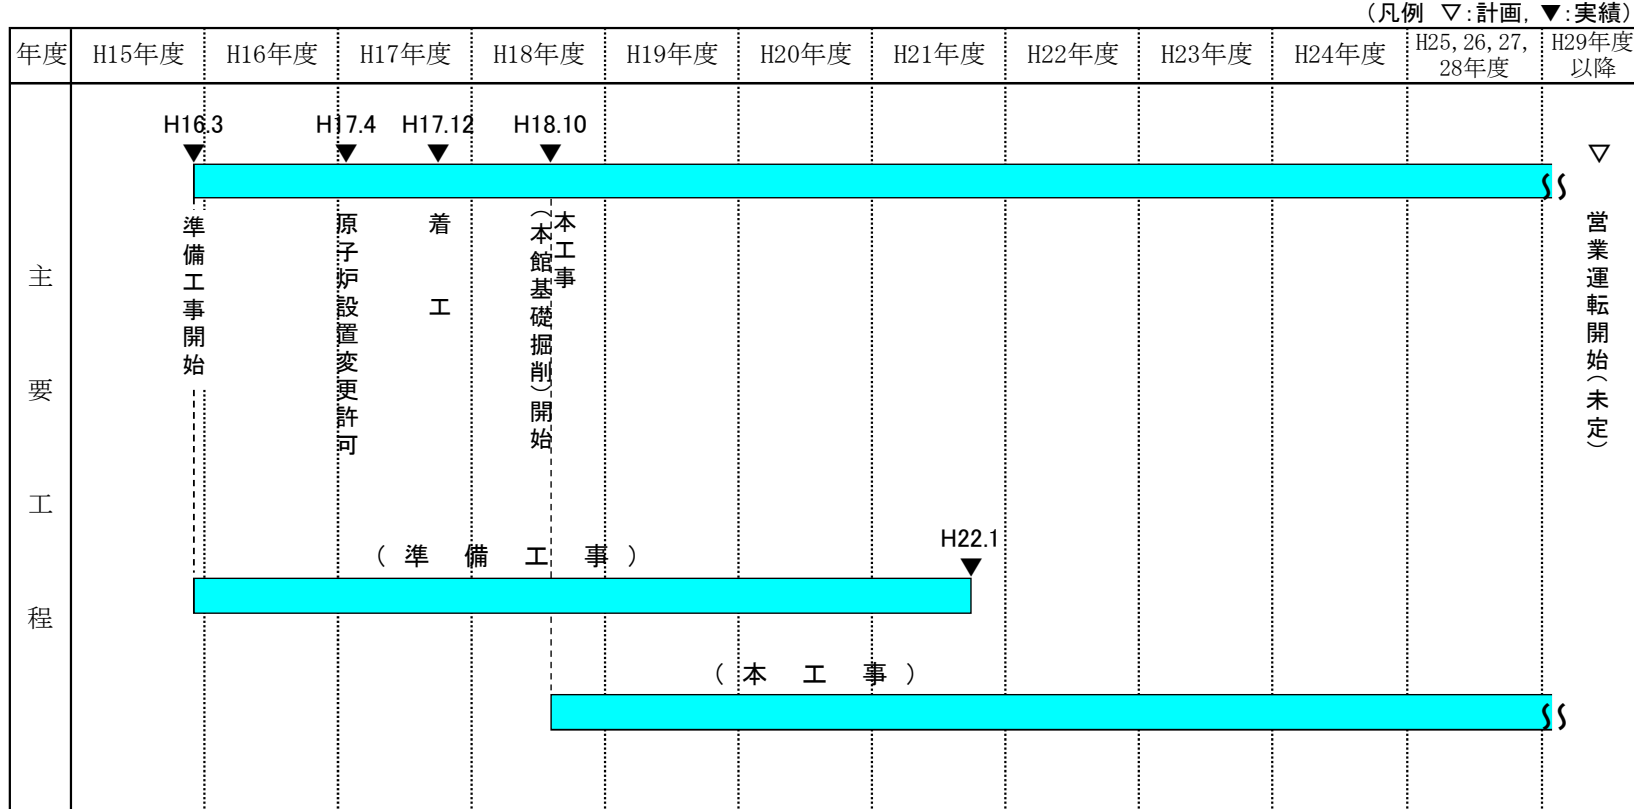 (凡例 ▽:計画, ▼:実績)
年度 H15年度 H16年度 H17年度 H18年度 H19年度 H20年度 H21年度 H22年度 H23年度 H24年度 H25,26,27,28年度 H29年度以降
主要工程
H16.3 H17.4 H17.12 H18.10
▼ ▼ ▼ ▼ ▽
準備工事開始
原子炉設置変更許可
着工
本工事
(本館基礎掘削)開始
営業運転開始(未定)
(準備工事)
H22.1
▼
(本工事)